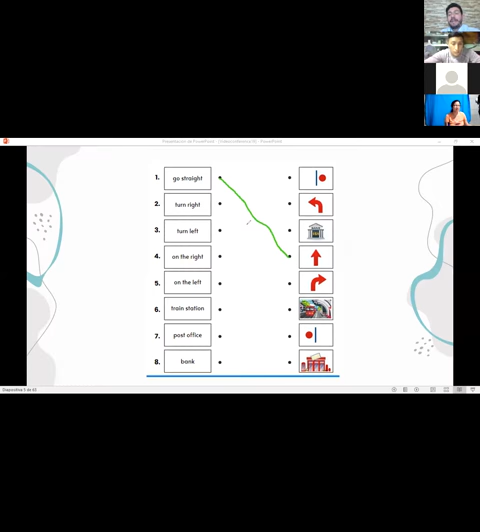 1. go straight
2. turn right
3. turn left
4. on the right
5. on the left
6. train station
7. post office
8. bank